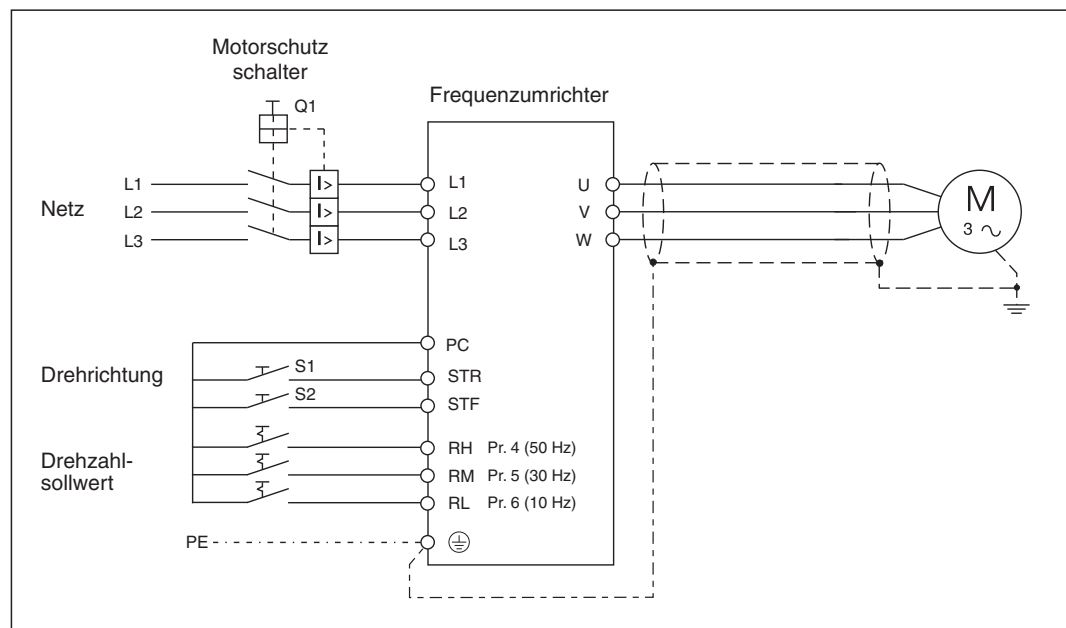 Motorschutz
schalter
Q1
Frequenzumrichter
Netz
L1
L2
L3
I>
I>
I>
L1
L2
L3
U
V
W
M
3 ~
Drehrichtung
S1
S2
PC
STR
STF
Drehzahl-
sollwert
RH Pr. 4 (50 Hz)
RM Pr. 5 (30 Hz)
RL Pr. 6 (10 Hz)
PE